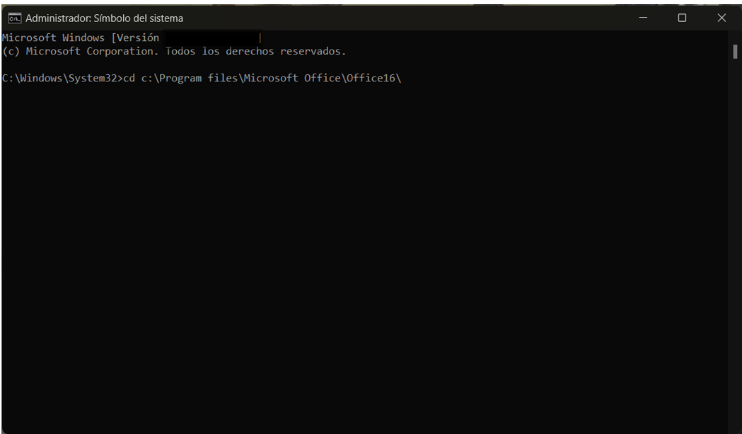 Administrador: Símbolo del sistema
Microsoft Windows [Versión
(c) Microsoft Corporation. Todos los derechos reservados.
C:\Windows\System32>cd c:\Program files\Microsoft Office\Office16\